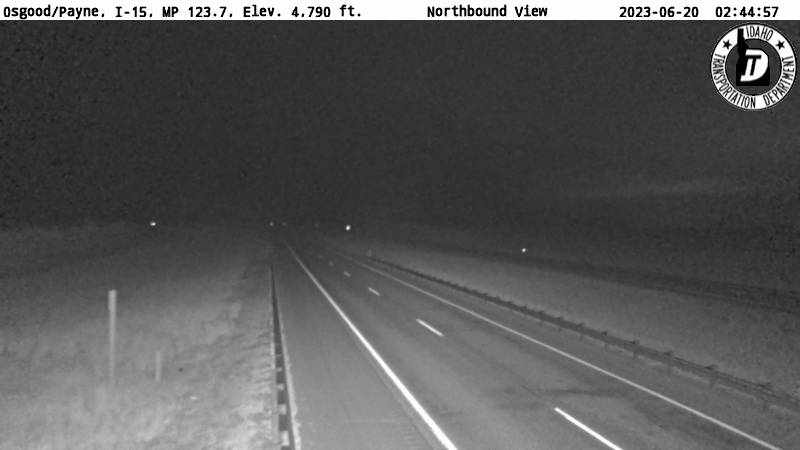 Osgood/Payne, I-15, MP 123.7, Elev. 4,790 ft. Northbound View 2023-06-20 02:44:57
IDAHO
TRANSPORTATION DEPARTMENT